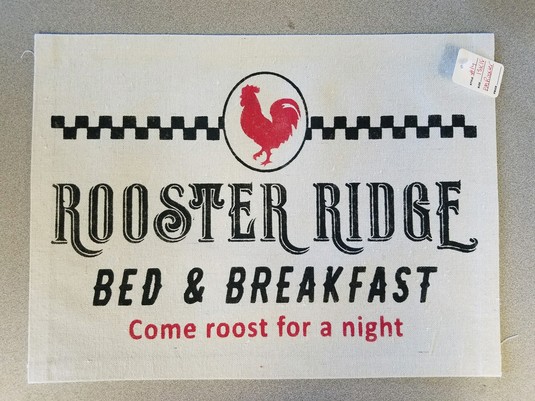 ROOSTER RIDGE
BED & BREAKFAST
Come roost for a night